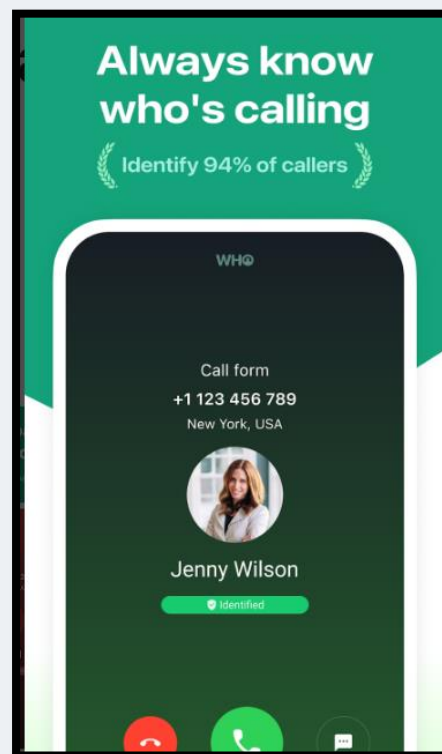 Always know
who's calling
Identify 94% of callers
WHO
Call form
+1 123 456 789
New York, USA
Jenny Wilson
Identified